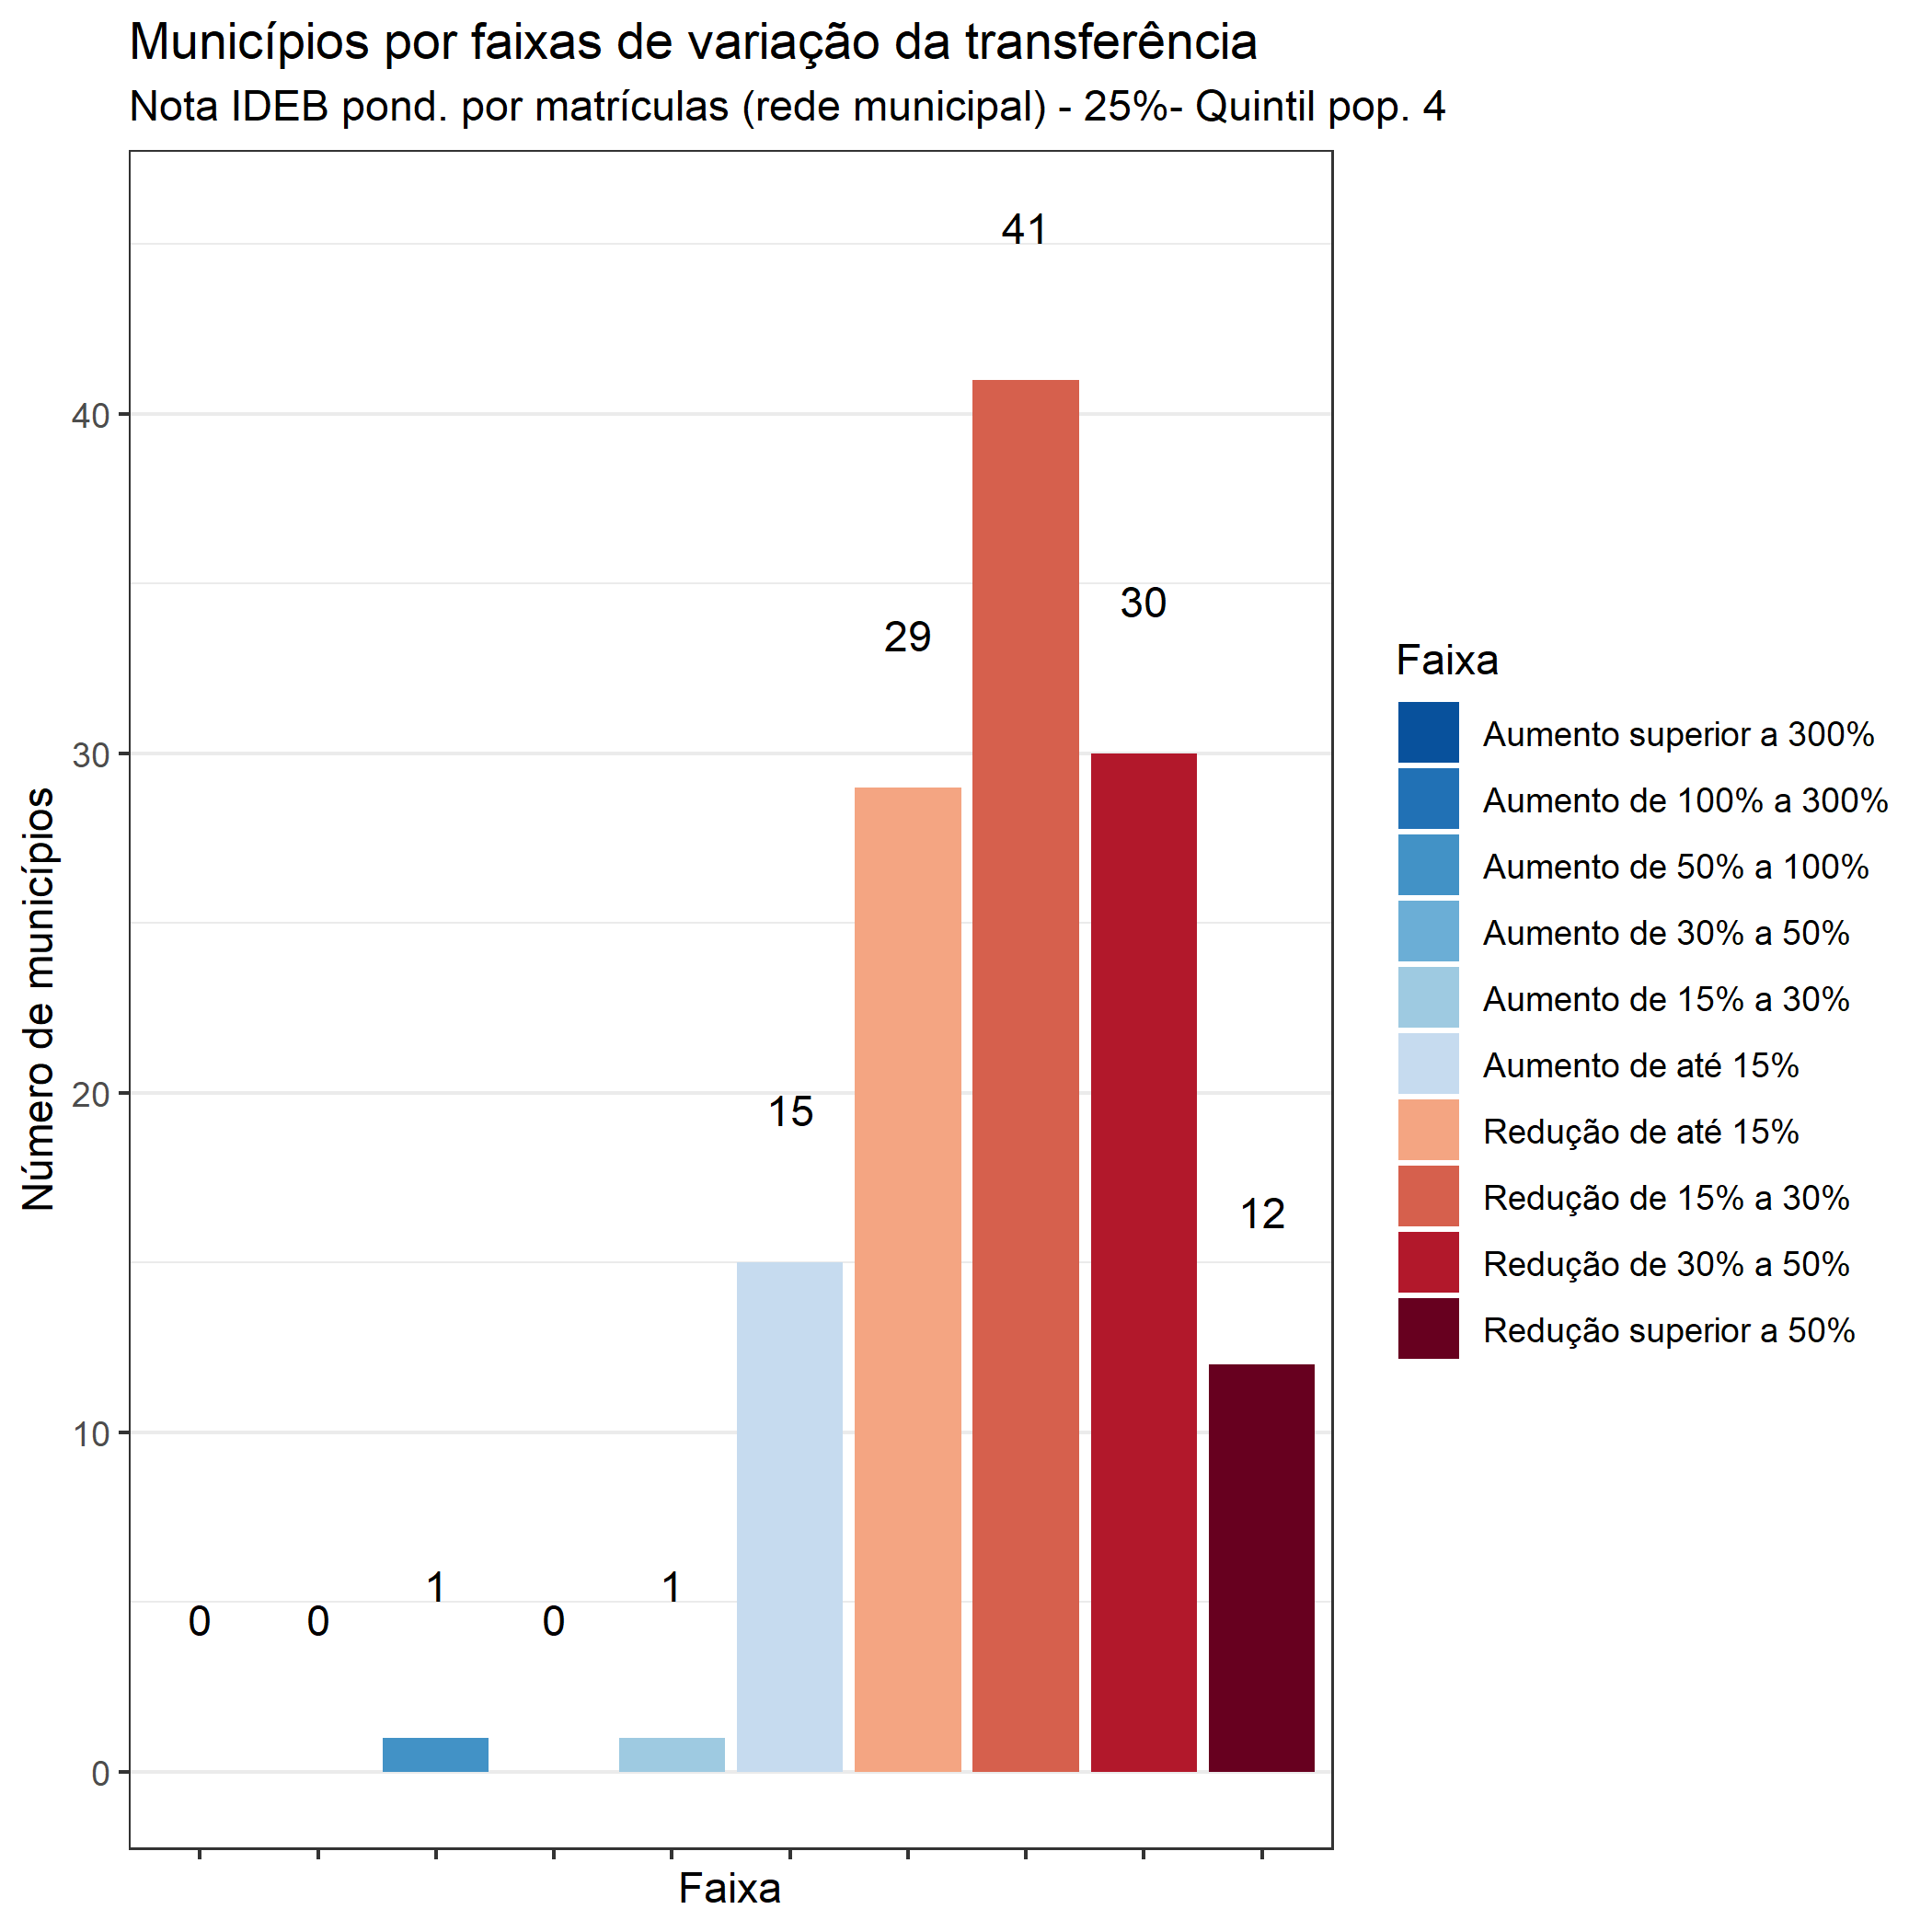 Municípios por faixas de variação da transferência
Nota IDEB pond. por matrículas (rede municipal) - 25%- Quintil pop. 4
Número de municípios
40
30
20
10
0
0
0
1
0
1
15
29
41
30
12
Faixa
Faixa
Aumento superior a 300%
Aumento de 100% a 300%
Aumento de 50% a 100%
Aumento de 30% a 50%
Aumento de 15% a 30%
Aumento de até 15%
Redução de até 15%
Redução de 15% a 30%
Redução de 30% a 50%
Redução superior a 50%